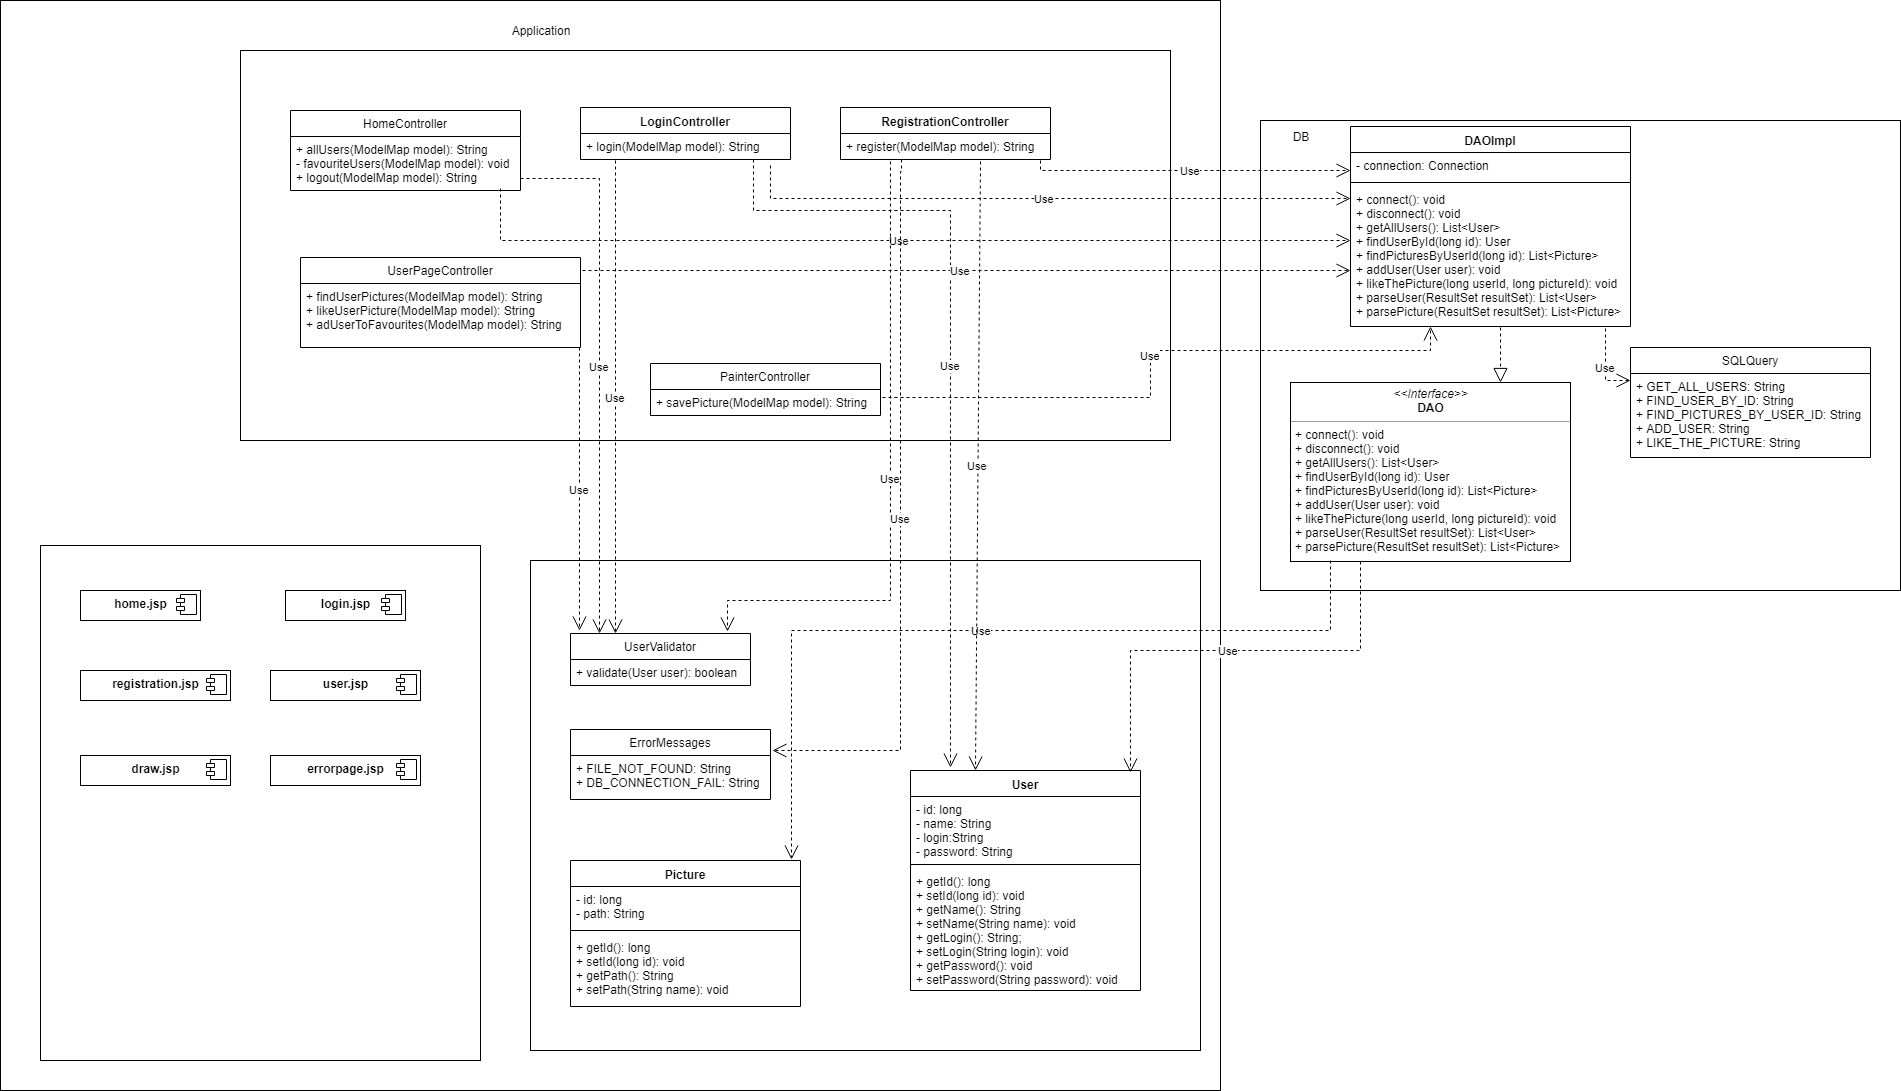 Application
HomeController
+ allUsers(ModelMap model): String
- favouriteUsers(ModelMap model): void
+ logout(ModelMap model): String
LoginController
+ login(ModelMap model): String
RegistrationController
+ register(ModelMap model): String
UserPageController
+ findUserPictures(ModelMap model): String
+ likeUserPicture(ModelMap model): String
+ adUserToFavourites(ModelMap model): String
PainterController
+ savePicture(ModelMap model): String
Use
Use
Use
Use
Use
Use
Use
Use
Use
Use
Use
Use
DB
DAOImpl
- connection: Connection
+ connect(): void
+ disconnect(): void
+ getAllUsers(): List<User>
+ findUserById(long id): User
+ findPicturesByUserId(long id): List<Picture>
+ addUser(User user): void
+ likeThePicture(long userId, long pictureId): void
+ parseUser(ResultSet resultSet): List<User>
+ parsePicture(ResultSet resultSet): List<Picture>
Use
SQLQuery
+ GET_ALL_USERS: String
+ FIND_USER_BY_ID: String
+ FIND_PICTURES_BY_USER_ID: String
+ ADD_USER: String
+ LIKE_THE_PICTURE: String
<<Interface>>
DAO
+ connect(): void
+ disconnect(): void
+ getAllUsers(): List<User>
+ findUserById(long id): User
+ findPicturesByUserId(long id): List<Picture>
+ addUser(User user): void
+ likeThePicture(long userId, long pictureId): void
+ parseUser(ResultSet resultSet): List<User>
+ parsePicture(ResultSet resultSet): List<Picture>
Use
Use
home.jsp
login.jsp
registration.jsp
user.jsp
draw.jsp
errorpage.jsp
UserValidator
+ validate(User user): boolean
ErrorMessages
+ FILE_NOT_FOUND: String
+ DB_CONNECTION_FAIL: String
Picture
- id: long
- path: String
+ getId(): long
+ setId(long id): void
+ getPath(): String
+ setPath(String name): void
User
- id: long
- name: String
- login:String
- password: String
+ getId(): long
+ setId(long id): void
+ getName(): String
+ setName(String name): void
+ getLogin(): String;
+ setLogin(String login): void
+ getPassword(): void
+ setPassword(String password): void